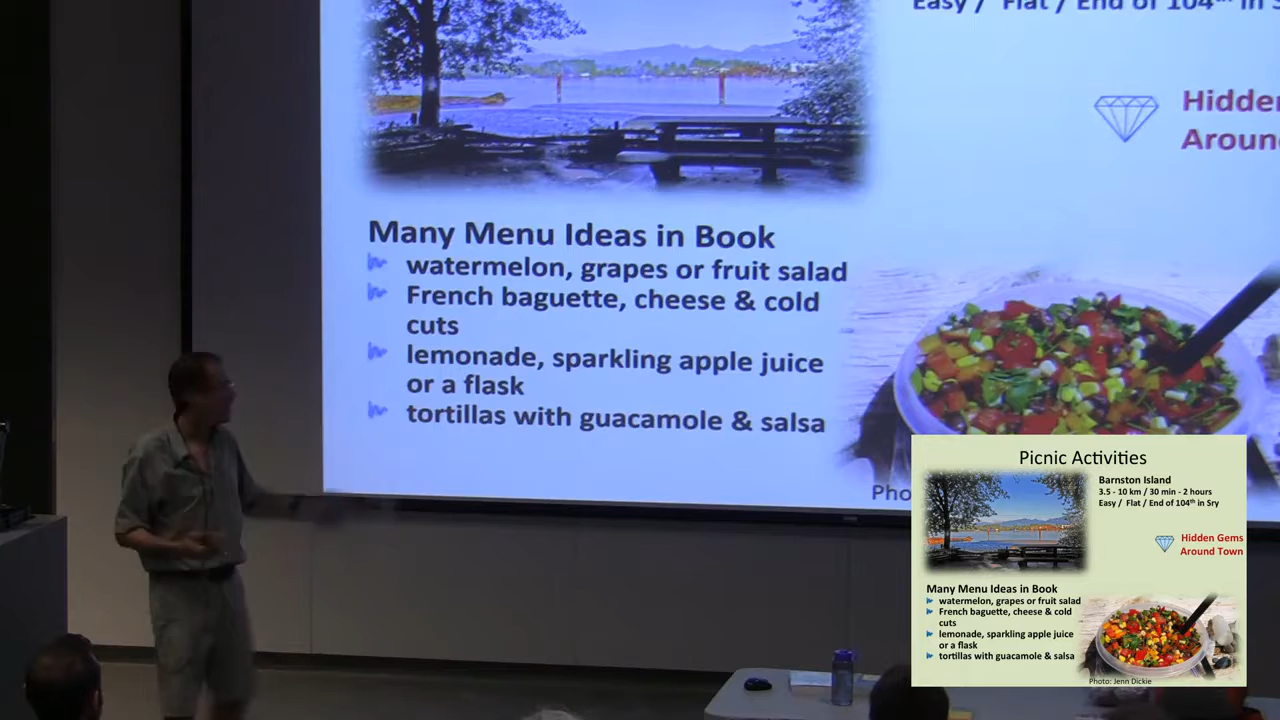 Easy / Flat / End of 104th in S
Hidde
Aroun
Many Menu Ideas in Book
watermelon, grapes or fruit salad
French baguette, cheese & cold
cuts
lemonade, sparkling apple juice
or a flask
tortillas with guacamole & salsa
Pho
Picnic Activities
Barnston Island
3.5 - 10 km / 30 min - 2 hours
Easy / Flat / End of 104th in Sry
Hidden Gems
Around Town
Many Menu Ideas in Book
watermelon, grapes or fruit salad
French baguette, cheese & cold
cuts
lemonade, sparkling apple juice
or a flask
tortillas with guacamole & salsa
Photo: Jenn Dickie